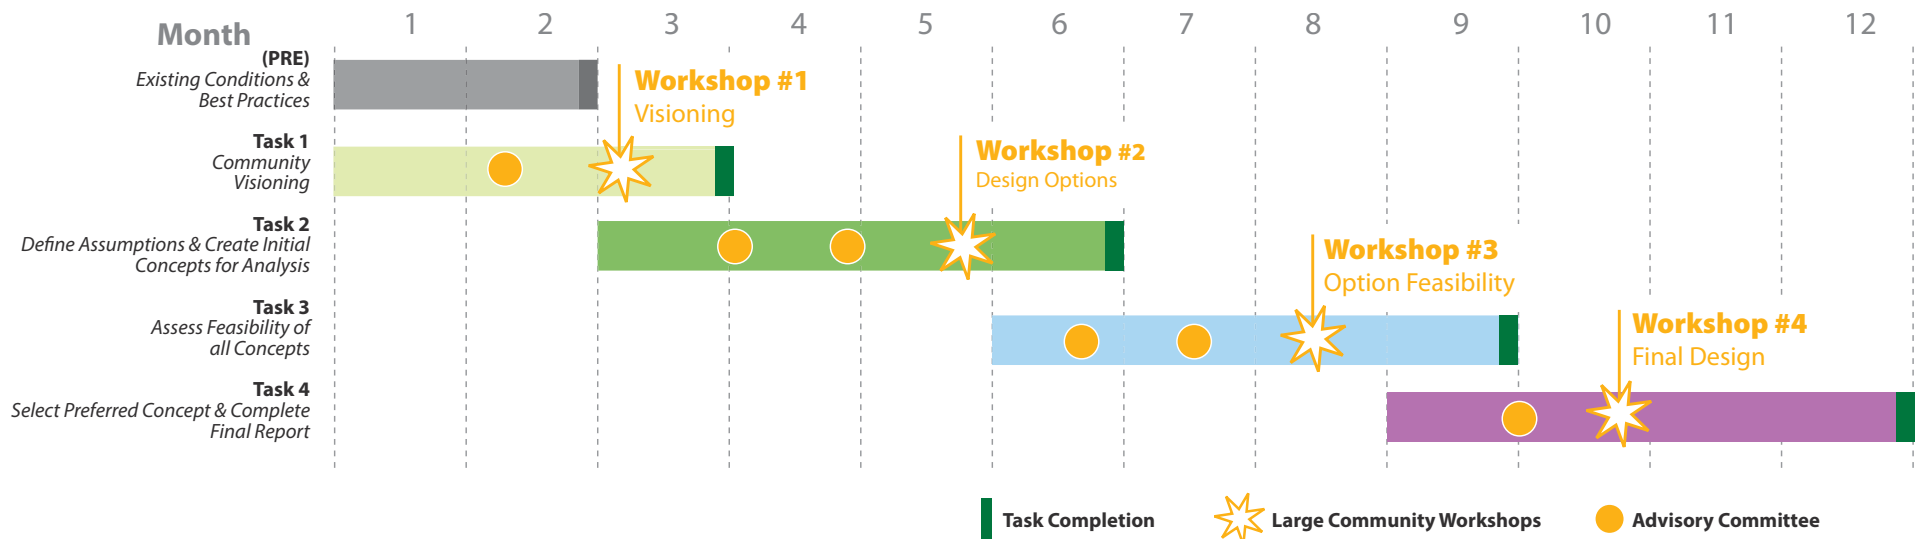 Month
1 2 3 4 5 6 7 8 9 10 11 12
(PRE)
Existing Conditions &
Best Practices
Workshop #1
Visioning
Task 1
Community
Visioning
Workshop #2
Design Options
Task 2
Define Assumptions & Create Initial
Concepts for Analysis
Workshop #3
Option Feasibility
Task 3
Assess Feasibility of
all Concepts
Workshop #4
Final Design
Task 4
Select Preferred Concept & Complete
Final Report
Task Completion
Large Community Workshops
Advisory Committee